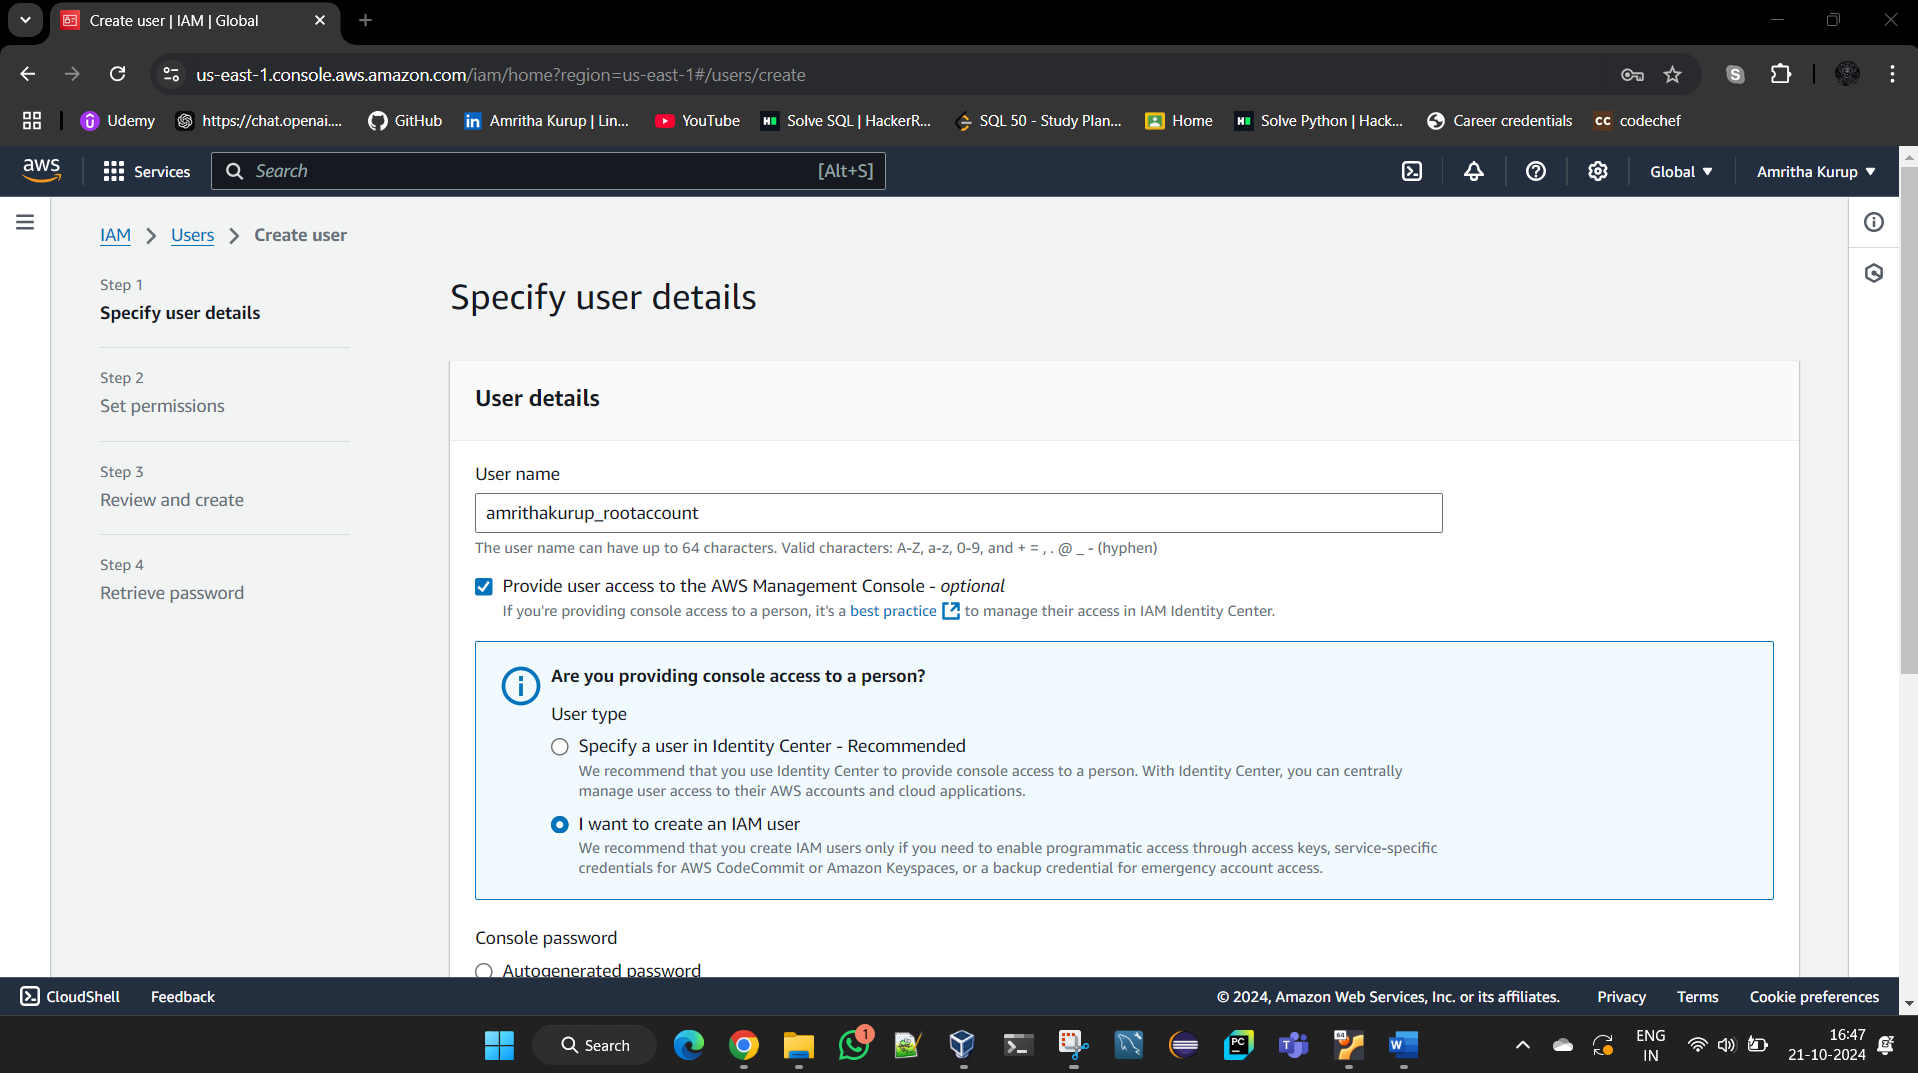 Create user | IAM | Global
us-east-1.console.aws.amazon.com/iam/home?region=us-east-1#/users/create
S
Udemy
https://chat.openai....
GitHub
Amritha Kurup | Lin...
YouTube
Solve SQL | HackerR...
SQL 50 - Study Plan...
Home
Solve Python | Hack...
Career credentials
CC codechef
aws
Services
Search
[Alt+S]
Global
Amritha Kurup
IAM
Users
Create user
Step 1
Specify user details
Step 2
Set permissions
Step 3
Review and create
Step 4
Retrieve password
Specify user details
User details
User name
amrithakurup_rootaccount
The user name can have up to 64 characters. Valid characters: A-Z, a-z, 0-9, and + = , . @ _ - (hyphen)
Provide user access to the AWS Management Console - optional
If you're providing console access to a person, it's a best practice to manage their access in IAM Identity Center.
Are you providing console access to a person?
User type
Specify a user in Identity Center - Recommended
We recommend that you use Identity Center to provide console access to a person. With Identity Center, you can centrally
manage user access to their AWS accounts and cloud applications.
I want to create an IAM user
We recommend that you create IAM users only if you need to enable programmatic access through access keys, service-specific
credentials for AWS CodeCommit or Amazon Keyspaces, or a backup credential for emergency account access.
Console password
Autogenerated password
CloudShell
Feedback
© 2024, Amazon Web Services, Inc. or its affiliates.
Privacy
Terms
Cookie preferences
Search
1
PC
64
W
ENG
IN
16:47
21-10-2024